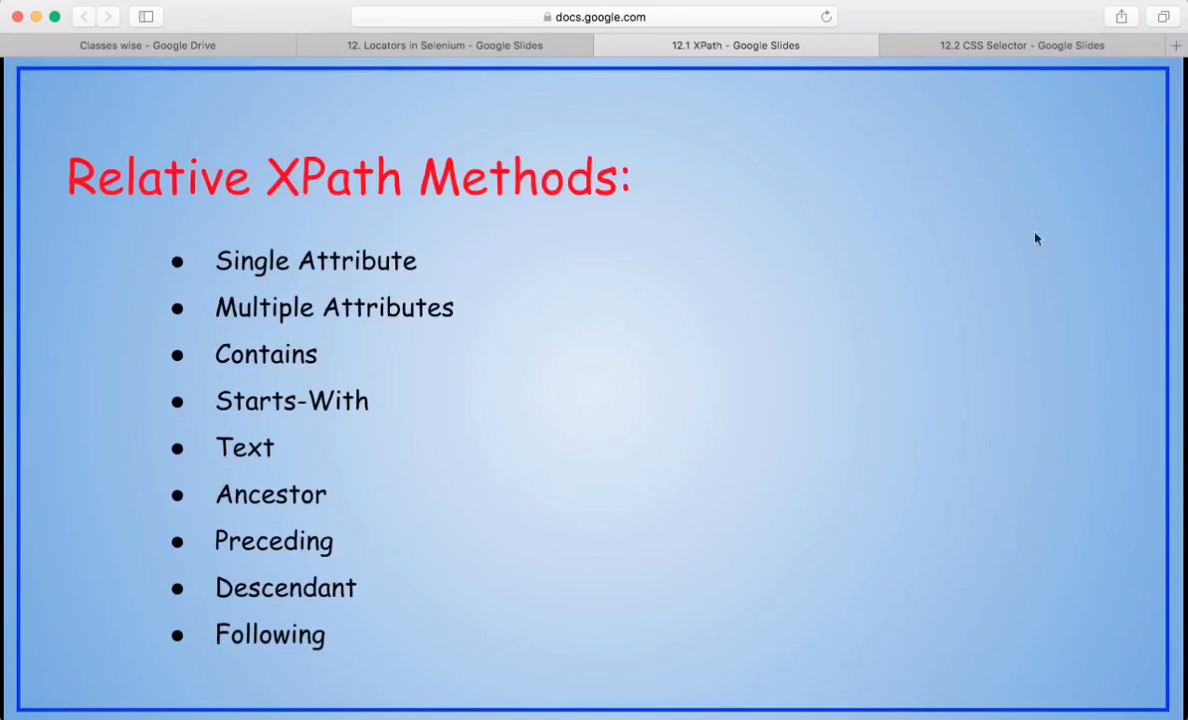 docs.google.com
Classes wise - Google Drive
12. Locators in Selenium - Google Slides
12.1 XPath - Google Slides
12.2 CSS Selector - Google Slides
Relative XPath Methods:
● Single Attribute
● Multiple Attributes
● Contains
● Starts-With
● Text
● Ancestor
● Preceding
● Descendant
● Following